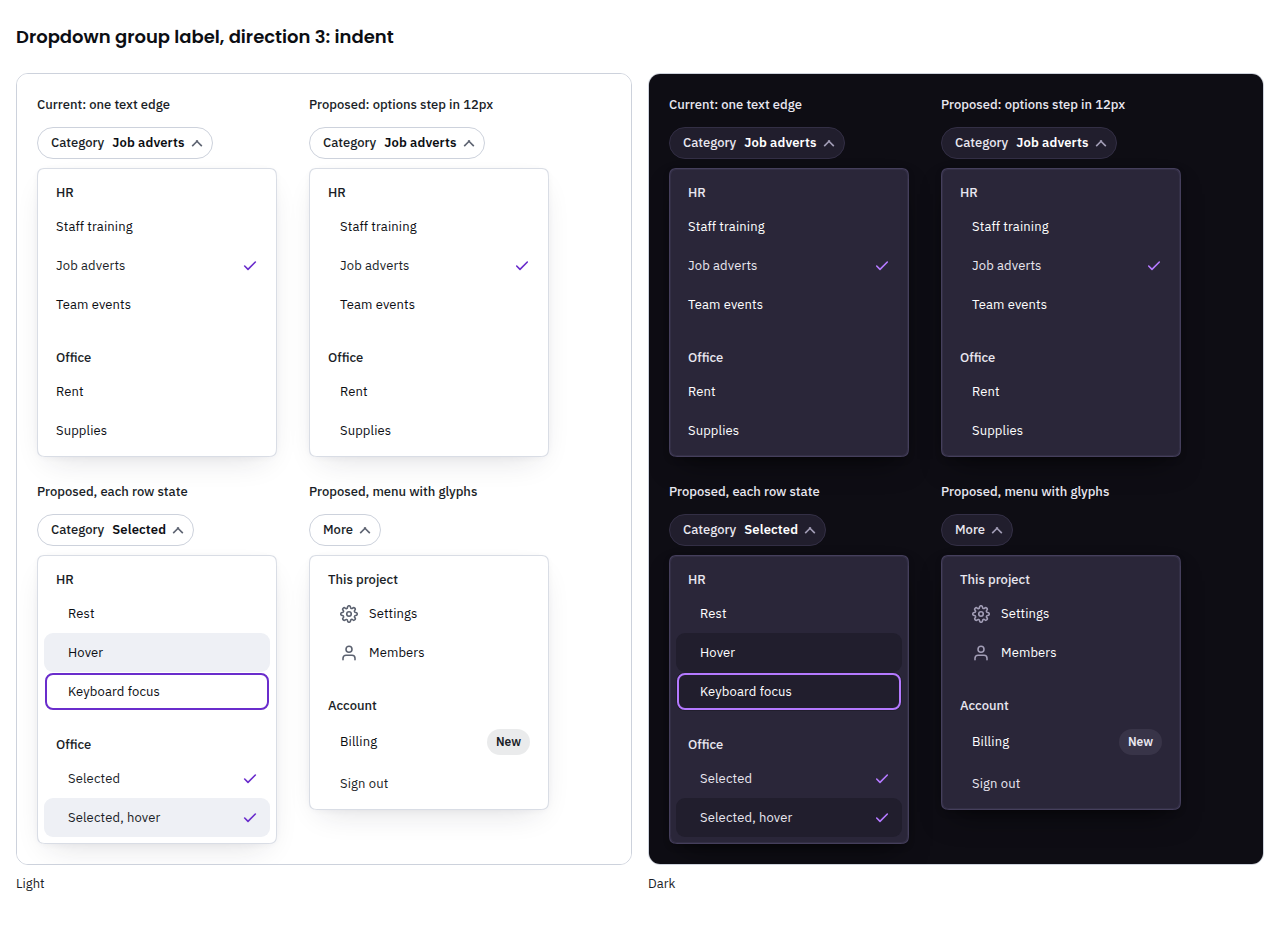 Dropdown group label, direction 3: indent
Current: one text edge
Category Job adverts
HR
Staff training
Job adverts
Team events
Office
Rent
Supplies
Proposed: options step in 12px
Category Job adverts
HR
Staff training
Job adverts
Team events
Office
Rent
Supplies
Proposed, each row state
Category Selected
HR
Rest
Hover
Keyboard focus
Office
Selected
Selected, hover
Proposed, menu with glyphs
More
This project
Settings
Members
Account
Billing New
Sign out
Light
Current: one text edge
Category Job adverts
HR
Staff training
Job adverts
Team events
Office
Rent
Supplies
Proposed: options step in 12px
Category Job adverts
HR
Staff training
Job adverts
Team events
Office
Rent
Supplies
Proposed, each row state
Category Selected
HR
Rest
Hover
Keyboard focus
Office
Selected
Selected, hover
Proposed, menu with glyphs
More
This project
Settings
Members
Account
Billing New
Sign out
Dark